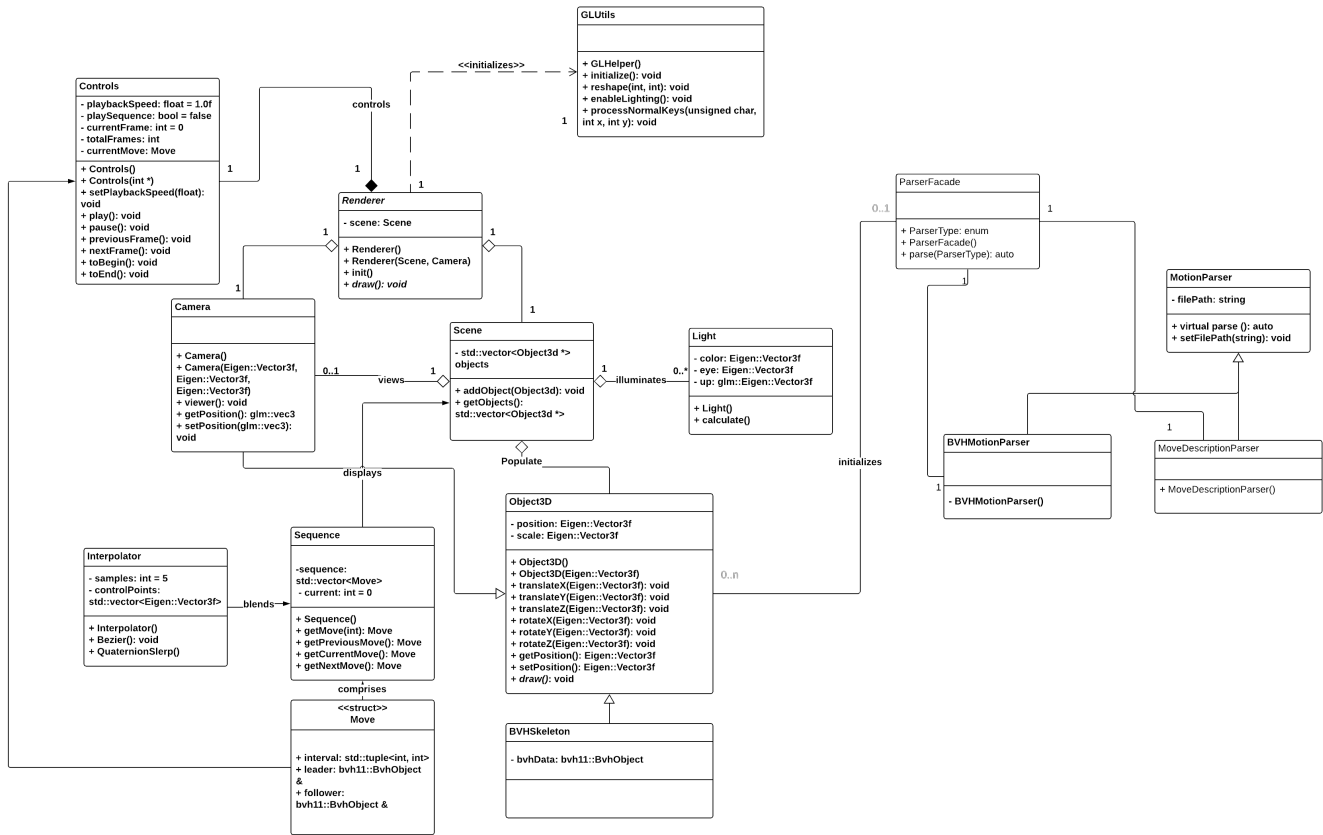 GLUtils
+ GLHelper()
+ initialize(): void
+ reshape(int, int): void
+ enableLighting(): void
+ processNormalKeys(unsigned char,
int x, int y): void
<<initializes>>
1
Controls
- playbackSpeed: float = 1.0f
- playSequence: bool = false
- currentFrame: int = 0
- totalFrames: int
- currentMove: Move
+ Controls()
+ Controls(int *)
+ setPlaybackSpeed(float):
void
+ play(): void
+ pause(): void
+ previousFrame(): void
+ nextFrame(): void
+ toBegin(): void
+ toEnd(): void
controls
1
1
1
Renderer
- scene: Scene
+ Renderer()
+ Renderer(Scene, Camera)
+ init()
+ draw(): void
1
1
1
1
ParserFacade
+ ParserType: enum
+ ParserFacade()
+ parse(ParserType): auto
0..1
1
1
MotionParser
- filePath: string
+ virtual parse (): auto
+ setFilePath(string): void
Camera
+ Camera()
+ Camera(Eigen::Vector3f,
Eigen::Vector3f,
Eigen::Vector3f)
+ viewer(): void
+ getPosition(): glm::vec3
+ setPosition(glm::vec3):
void
0..1
views
1
Scene
- std::vector<Object3d *>
objects
+ addObject(Object3d): void
+ getObjects():
std::vector<Object3d *>
1
illuminates
0..*
Light
- color: Eigen::Vector3f
- eye: Eigen::Vector3f
- up: glm::Eigen::Vector3f
+ Light()
+ calculate()
BVHMotionParser
- BVHMotionParser()
1
1
MoveDescriptionParser
+ MoveDescriptionParser()
displays
Populate
initializes
Object3D
- position: Eigen::Vector3f
- scale: Eigen::Vector3f
+ Object3D()
+ Object3D(Eigen::Vector3f)
+ translateX(Eigen::Vector3f): void
+ translateY(Eigen::Vector3f): void
+ translateZ(Eigen::Vector3f): void
+ rotateX(Eigen::Vector3f): void
+ rotateY(Eigen::Vector3f): void
+ rotateZ(Eigen::Vector3f): void
+ getPosition(): Eigen::Vector3f
+ setPosition(): Eigen::Vector3f
+ draw(): void
0..n
Sequence
-sequence:
std::vector<Move>
- current: int = 0
+ Sequence()
+ getMove(int): Move
+ getPreviousMove(): Move
+ getCurrentMove(): Move
+ getNextMove(): Move
Interpolator
- samples: int = 5
- controlPoints:
std::vector<Eigen::Vector3f>
+ Interpolator()
+ Bezier(): void
+ QuaternionSlerp()
blends
comprises
<<struct>>
Move
+ interval: std::tuple<int, int>
+ leader: bvh11::BvhObject
&
+ follower:
bvh11::BvhObject &
BVHSkeleton
- bvhData: bvh11::BvhObject